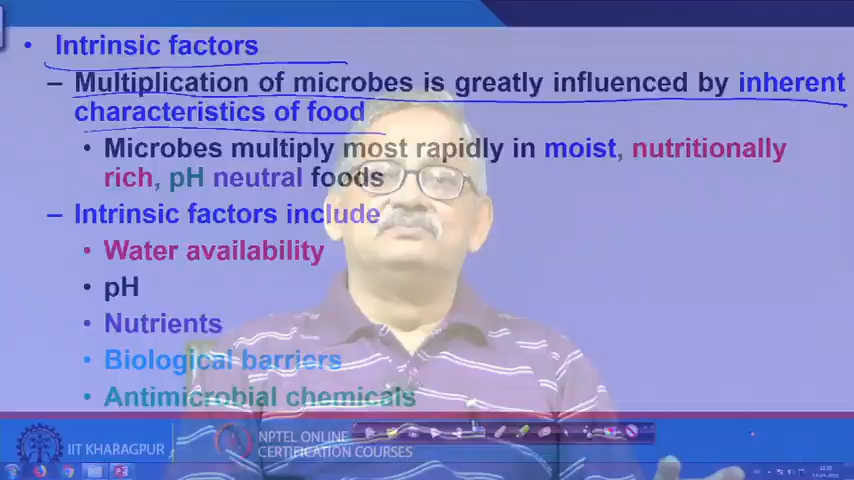 • Intrinsic factors
– Multiplication of microbes is greatly influenced by inherent
characteristics of food
• Microbes multiply most rapidly in moist, nutritionally
rich, pH neutral foods
– Intrinsic factors include
• Water availability
• pH
• Nutrients
• Biological barriers
• Antimicrobial chemicals
IIT KHARAGPUR
NPTEL ONLINE
CERTIFICATION COURSES